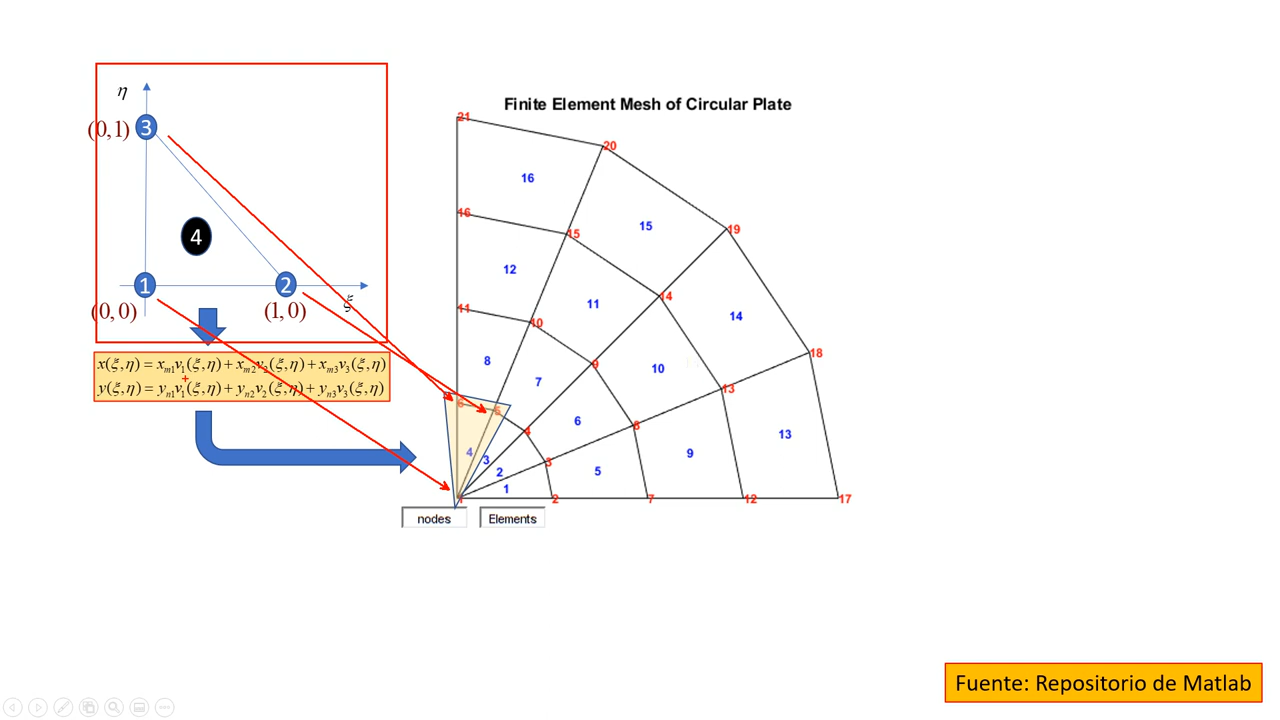 η
(0,1) 3
4
1 2
(0,0) (1,0) ξ
x(ξ,η) = x_{m1}v_1(ξ,η) + x_{m2}v_2(ξ,η) + x_{m3}v_3(ξ,η)
y(ξ,η) = y_{n1}v_1(ξ,η) + y_{n2}v_2(ξ,η) + y_{n3}v_3(ξ,η)
Finite Element Mesh of Circular Plate
21
20
16
15 19
16 15
12
14
11 14
11 10 18
8 9 10
7 13
6 5 6
4 8 13
4 3 3 9
2 5
1
1 2 7 12 17
nodes Elements
Fuente: Repositorio de Matlab